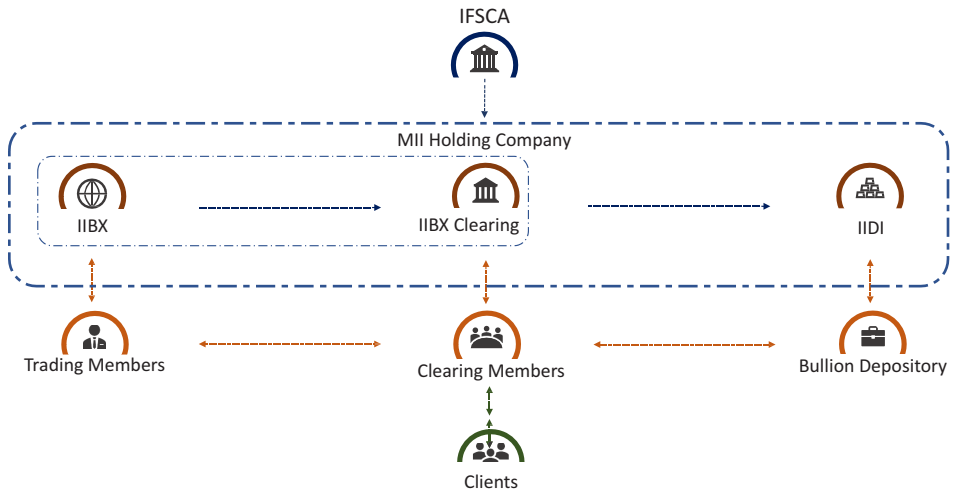 IFSCA
MII Holding Company
IIBX
IIBX Clearing
IIDI
Trading Members
Clearing Members
Bullion Depository
Clients